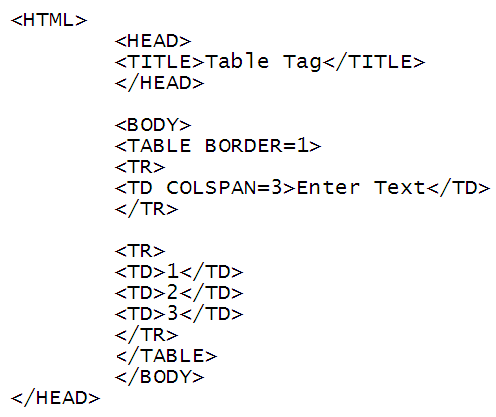 <HTML>
<HEAD>
<TITLE>Table Tag</TITLE>
</HEAD>
<BODY>
<TABLE BORDER=1>
<TR>
<TD COLSPAN=3>Enter Text</TD>
</TR>
<TR>
<TD>1</TD>
<TD>2</TD>
<TD>3</TD>
</TR>
</TABLE>
</BODY>
</HEAD>